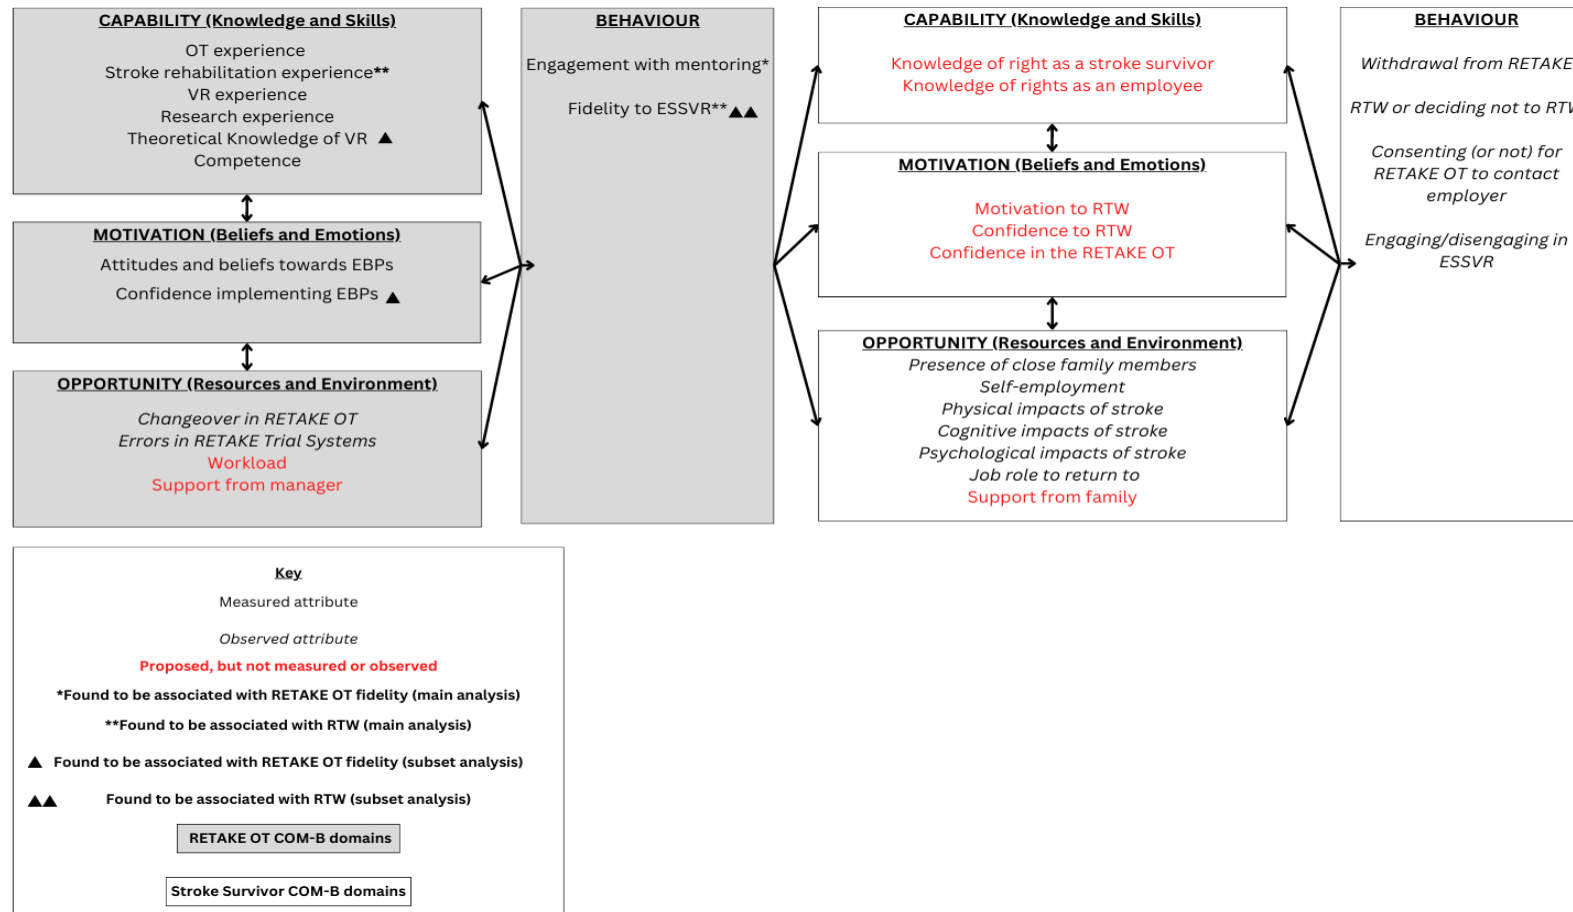 CAPABILITY (Knowledge and Skills)
OT experience
Stroke rehabilitation experience**
VR experience
Research experience
Theoretical Knowledge of VR ▲
Competence
MOTIVATION (Beliefs and Emotions)
Attitudes and beliefs towards EBPs
Confidence implementing EBPs ▲
OPPORTUNITY (Resources and Environment)
Changeover in RETAKE OT
Errors in RETAKE Trial Systems
Workload
Support from manager
BEHAVIOUR
Engagement with mentoring*
Fidelity to ESSVR** ▲▲
CAPABILITY (Knowledge and Skills)
Knowledge of right as a stroke survivor
Knowledge of rights as an employee
MOTIVATION (Beliefs and Emotions)
Motivation to RTW
Confidence to RTW
Confidence in the RETAKE OT
OPPORTUNITY (Resources and Environment)
Presence of close family members
Self-employment
Physical impacts of stroke
Cognitive impacts of stroke
Psychological impacts of stroke
Job role to return to
Support from family
BEHAVIOUR
Withdrawal from RETAKE
RTW or deciding not to RTW
Consenting (or not) for
RETAKE OT to contact
employer
Engaging/disengaging in
ESSVR
Key
Measured attribute
Observed attribute
Proposed, but not measured or observed
*Found to be associated with RETAKE OT fidelity (main analysis)
**Found to be associated with RTW (main analysis)
▲ Found to be associated with RETAKE OT fidelity (subset analysis)
▲▲ Found to be associated with RTW (subset analysis)
RETAKE OT COM-B domains
Stroke Survivor COM-B domains